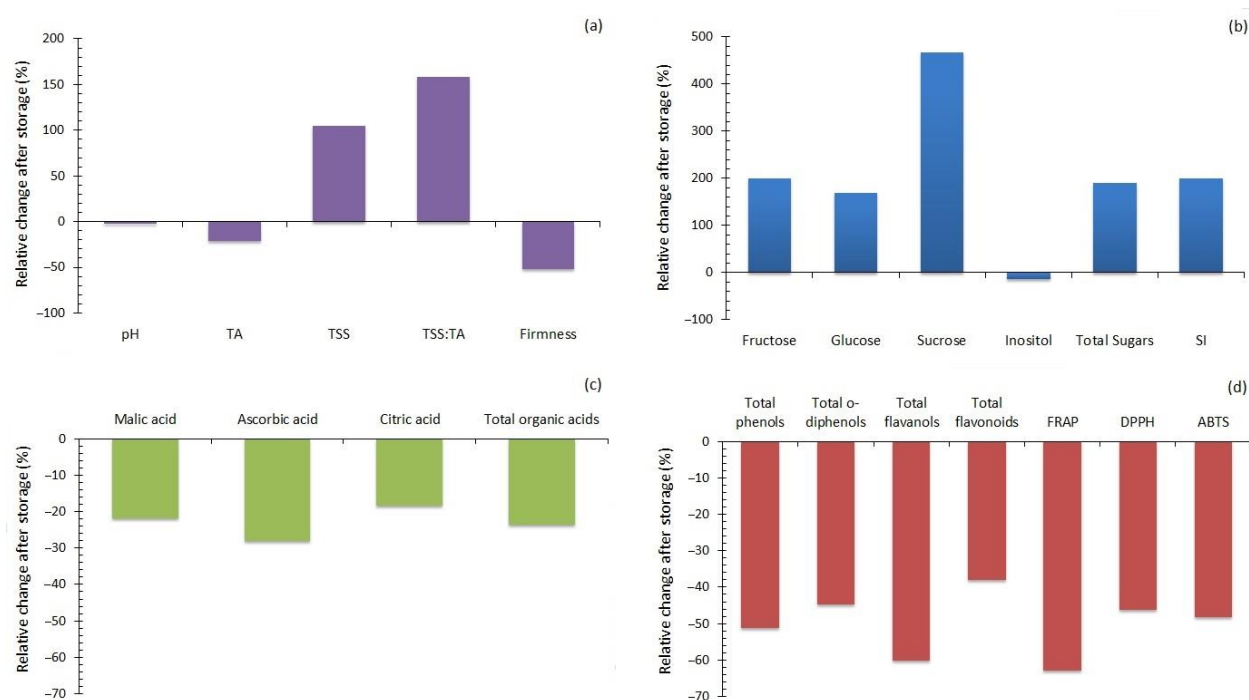 (a)
Relative change after storage (%)
200
150
100
50
0
−50
−100
pH TA TSS TSS:TA Firmness
(b)
Relative change after storage (%)
500
400
300
200
100
0
−100
Fructose Glucose Sucrose Inositol Total Sugars SI
(c)
Malic acid Ascorbic acid Citric acid Total organic acids
Relative change after storage (%)
0
−10
−20
−30
−40
−50
−60
−70
(d)
Total phenols
Total o-diphenols
Total flavanols
Total flavonoids
FRAP
DPPH
ABTS
Relative change after storage (%)
0
−10
−20
−30
−40
−50
−60
−70